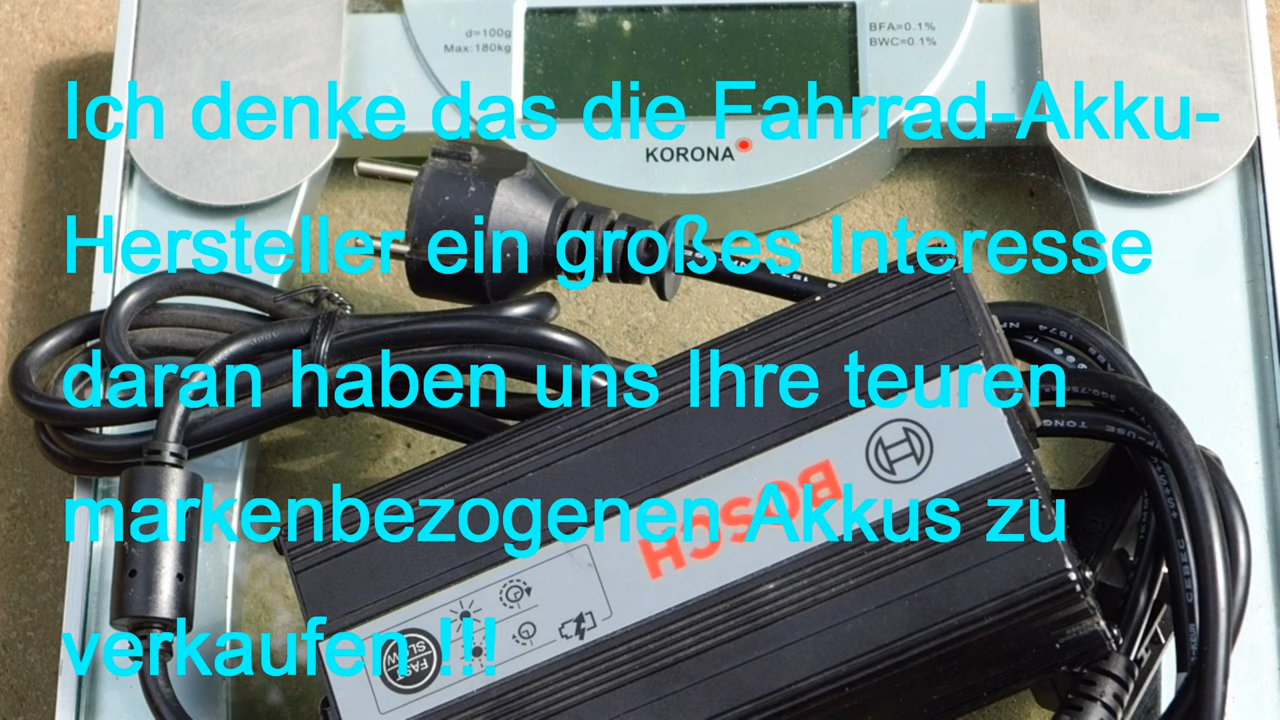 d=100g
Max:180kg
BFA=0.1%
BWC=0.1%
Ich denke das die Fahrrad-Akku-
KORONA
Hersteller ein großes Interesse
daran haben uns Ihre teuren
markenbezogenen Akkus zu
BOSCH
verkaufen !!!
FAST
SLOW